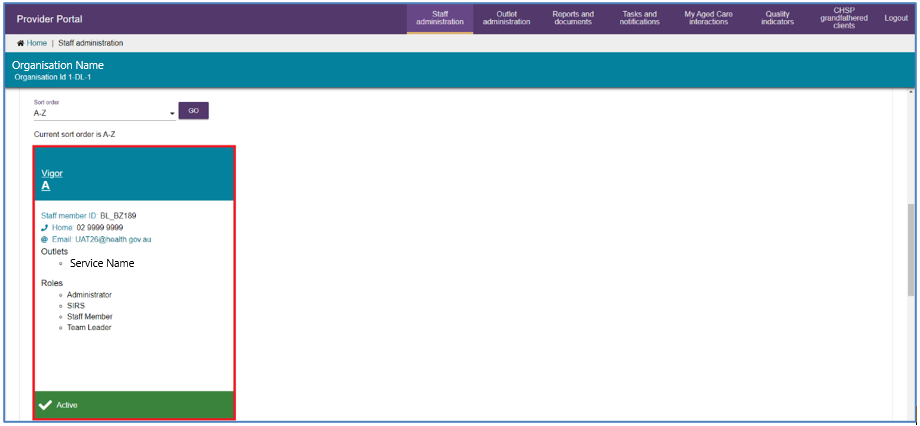 Provider Portal
Staff administration
Outlet administration
Reports and documents
Tasks and notifications
My Aged Care interactions
Quality indicators
CHSP grandfathered clients
Logout
Home | Staff administration
Organisation Name
Organisation Id 1-DL-1
Sort order
A-Z
GO
Current sort order is A-Z
Vigor
A
Staff member ID: BL_BZ189
Home: 02 9999 9999
Email: UAT26@health.gov.au
Outlets
Service Name
Roles
Administrator
SIRS
Staff Member
Team Leader
Active